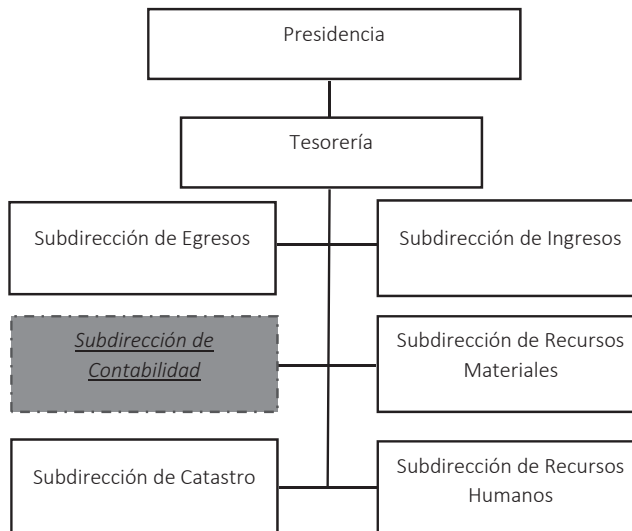 Presidencia
Tesorería
Subdirección de Egresos
Subdirección de Ingresos
Subdirección de
Contabilidad
Subdirección de Recursos
Materiales
Subdirección de Catastro
Subdirección de Recursos
Humanos